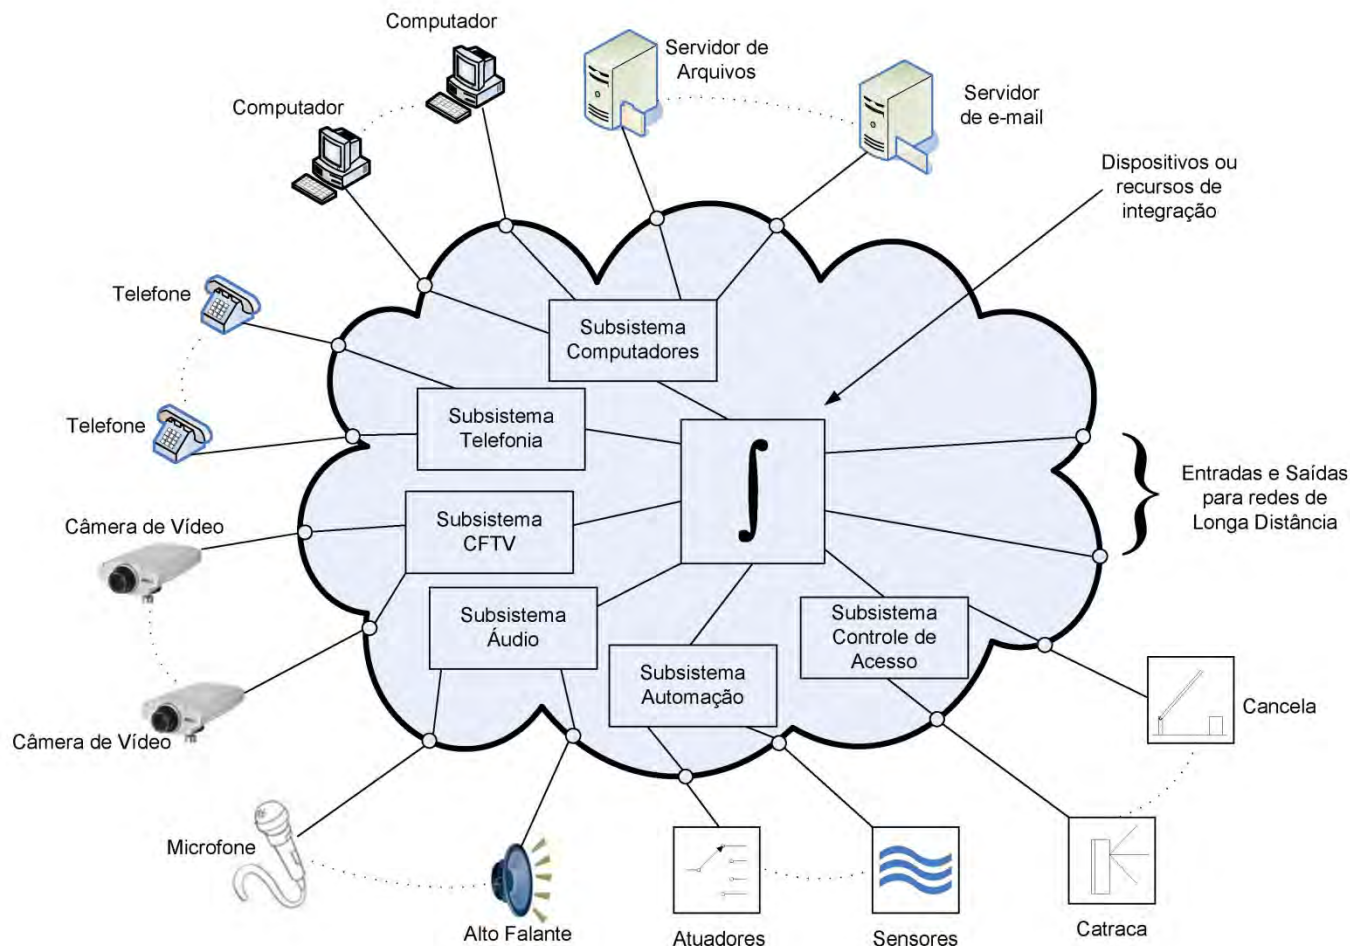 Computador
Servidor de
Arquivos
Computador
Servidor
de e-mail
Dispositivos ou
recursos de
integração
Telefone
Subsistema
Computadores
Telefone
Subsistema
Telefonia
∫
Entradas e Saídas
para redes de
Longa Distância
Câmera de Vídeo
Subsistema
CFTV
Subsistema
Áudio
Subsistema
Controle de
Acesso
Subsistema
Automação
Cancela
Câmera de Vídeo
Microfone
Alto Falante
Atuadores
Sensores
Catraca